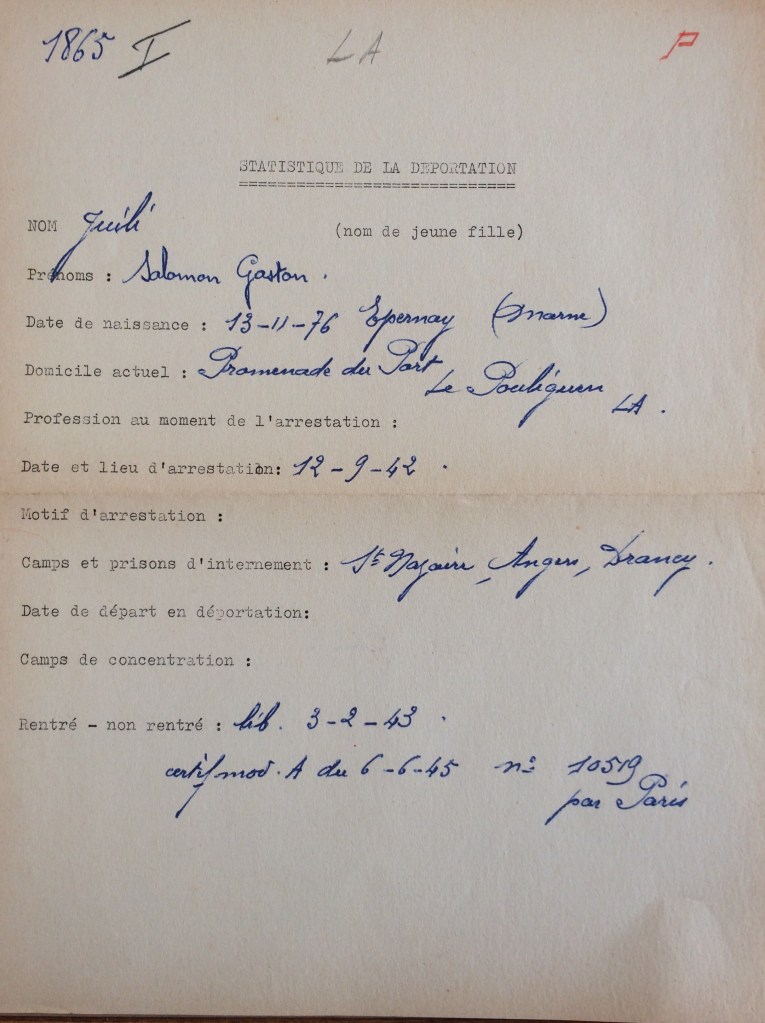 1865 I LA P
STATISTIQUE DE LA DEPORTATION
============================
NOM (nom de jeune fille)
Prénoms : Salomon Gaston .
Date de naissance : 13-11-76 Epernay (Marne)
Domicile actuel : Promenade du Port
Le Pouliguen
LA .
Profession au moment de l'arrestation :
Date et lieu d'arrestation: 12-9-42 .
Motif d'arrestation :
Camps et prisons d'internement : St Nazaire, Angers, Drancy.
Date de départ en déportation:
Camps de concentration :
Rentré - non rentré : lib. 3-2-43 .
certif mod. A du 6-6-45 n° 10519
par Paris